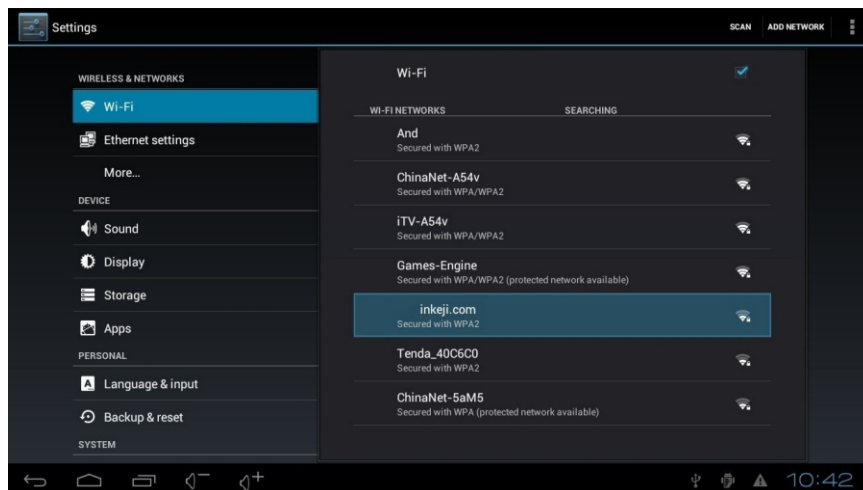 Settings
SCAN ADD NETWORK
WIRELESS & NETWORKS
Wi-Fi
Ethernet settings
More...
DEVICE
Sound
Display
Storage
Apps
PERSONAL
A Language & input
Backup & reset
SYSTEM
Wi-Fi
WI-FI NETWORKS SEARCHING
And
Secured with WPA2
ChinaNet-A54v
Secured with WPA/WPA2
iTV-A54v
Secured with WPA/WPA2
Games-Engine
Secured with WPA/WPA2 (protected network available)
inkeji.com
Secured with WPA2
Tenda_40C6C0
Secured with WPA2
ChinaNet-5aM5
Secured with WPA (protected network available)
10:42